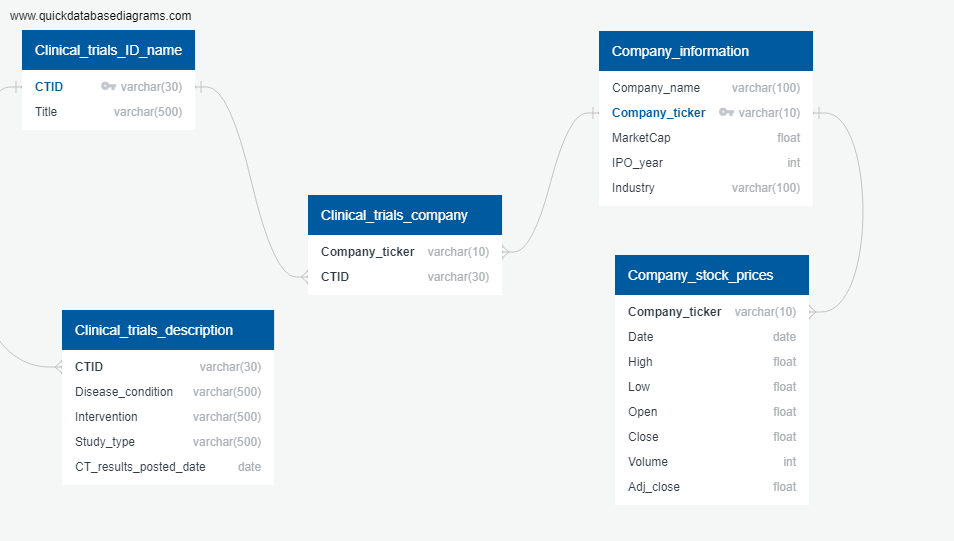 www.quickdatabasediagrams.com
Clinical_trials_ID_name
CTID varchar(30)
Title varchar(500)
Company_information
Company_name varchar(100)
Company_ticker varchar(10)
MarketCap float
IPO_year int
Industry varchar(100)
Clinical_trials_company
Company_ticker varchar(10)
CTID varchar(30)
Company_stock_prices
Company_ticker varchar(10)
Date date
High float
Low float
Open float
Close float
Volume int
Adj_close float
Clinical_trials_description
CTID varchar(30)
Disease_condition varchar(500)
Intervention varchar(500)
Study_type varchar(500)
CT_results_posted_date date